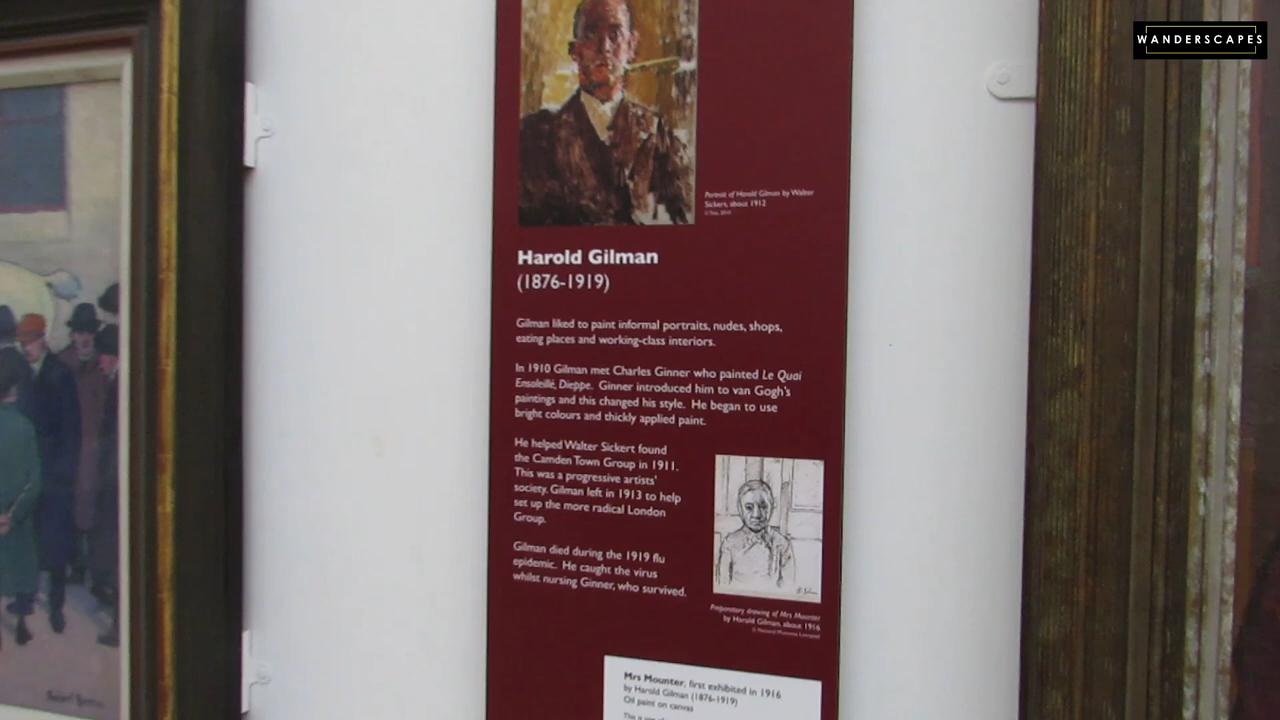 WANDERSCAPES
Portrait of Harold Gilman by Walter
Sickert, about 1912
Harold Gilman
(1876-1919)
Gilman liked to paint informal portraits, nudes, shops,
eating places and working-class interiors.
In 1910 Gilman met Charles Ginner who painted Le Quai
Ensoleillé, Dieppe. Ginner introduced him to van Gogh's
paintings and this changed his style. He began to use
bright colours and thickly applied paint.
He helped Walter Sickert found
the Camden Town Group in 1911.
This was a progressive artists'
society. Gilman left in 1913 to help
set up the more radical London
Group.
Gilman died during the 1919 flu
epidemic. He caught the virus
whilst nursing Ginner, who survived.
Preparatory drawing of Mrs Mounter
by Harold Gilman, about 1916
Mrs Mounter, first exhibited in 1916
by Harold Gilman (1876-1919)
Oil paint on canvas